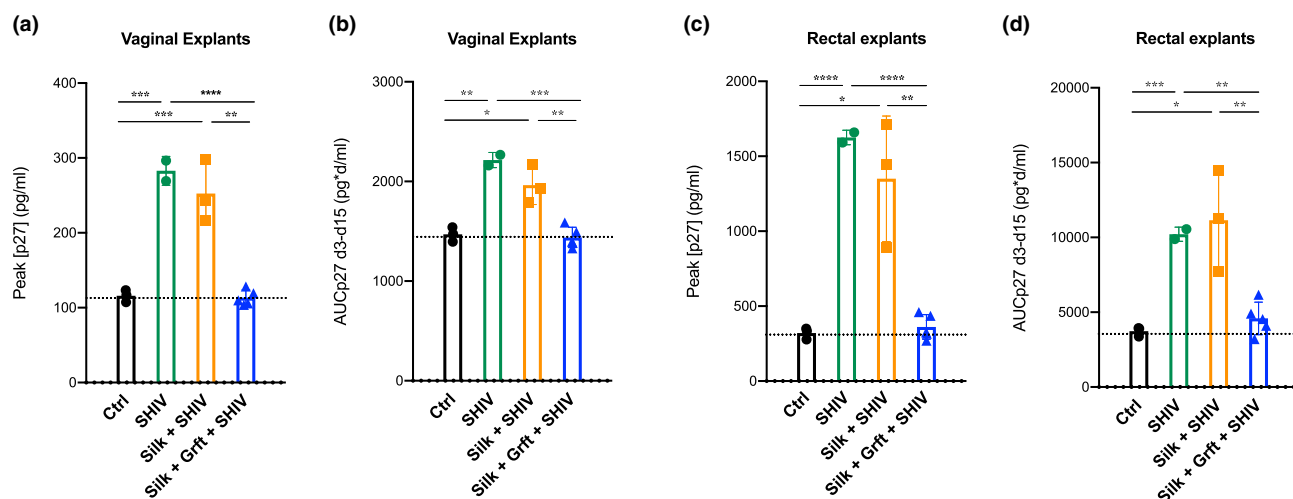 (a)
Vaginal Explants
Peak [p27] (pg/ml)
400
300
200
100
0
***
****
***
**
Ctrl
SHIV
Silk + SHIV
Silk + Grft + SHIV
(b)
Vaginal Explants
AUCp27 d3-d15 (pg*d/ml)
3000
2000
1000
0
**
***
*
**
Ctrl
SHIV
Silk + SHIV
Silk + Grft + SHIV
(c)
Rectal explants
Peak [p27] (pg/ml)
2000
1500
1000
500
0
****
****
*
**
Ctrl
SHIV
Silk + SHIV
Silk + Grft + SHIV
(d)
Rectal explants
AUCp27 d3-d15 (pg*d/ml)
20000
15000
10000
5000
0
***
**
*
**
Ctrl
SHIV
Silk + SHIV
Silk + Grft + SHIV